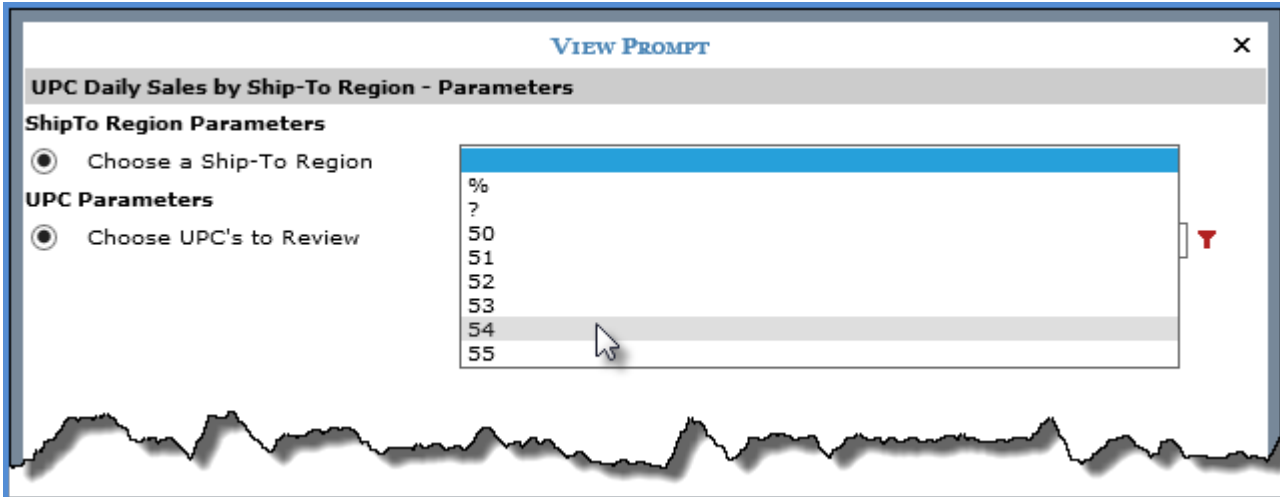 View Prompt
UPC Daily Sales by Ship-To Region - Parameters
ShipTo Region Parameters
Choose a Ship-To Region
%
UPC Parameters
?
Choose UPC's to Review
50
51
52
53
54
55